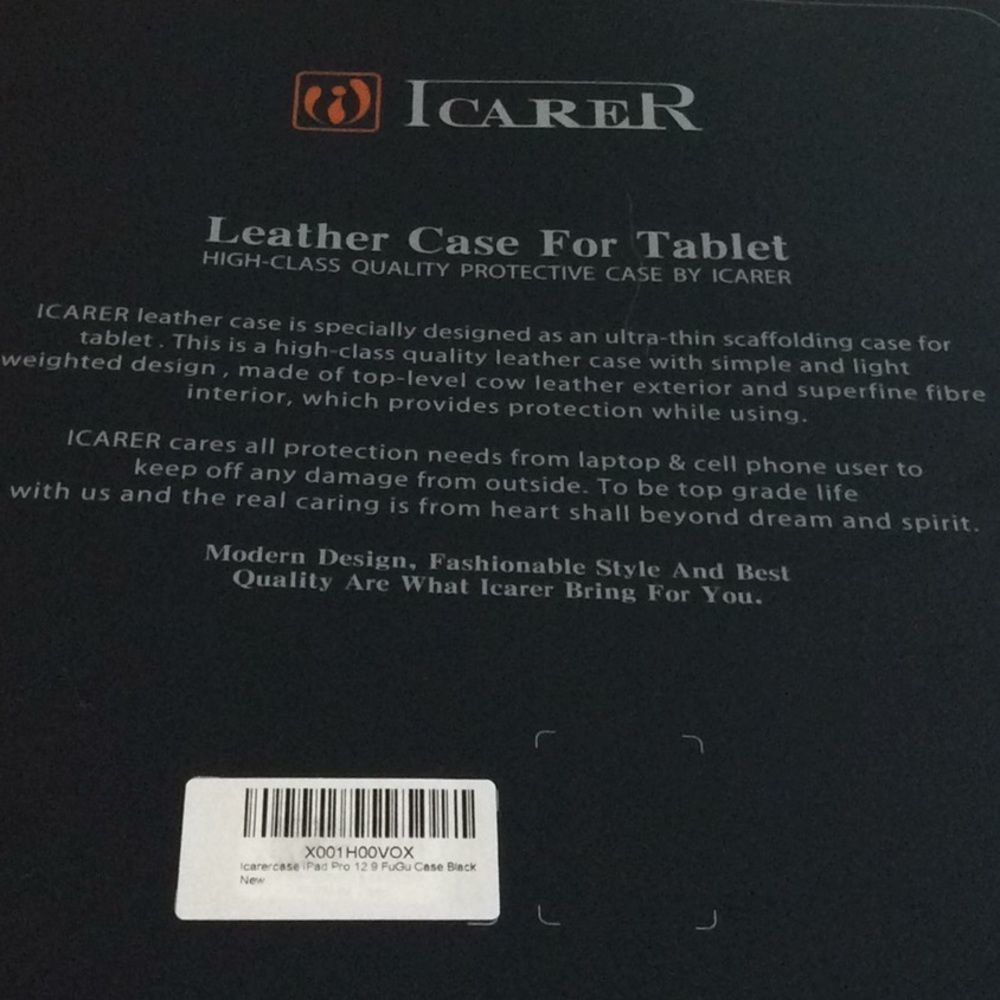 ICARER
Leather Case For Tablet
HIGH-CLASS QUALITY PROTECTIVE CASE BY ICARER
ICARER leather case is specially designed as an ultra-thin scaffolding case for
tablet . This is a high-class quality leather case with simple and light
weighted design , made of top-level cow leather exterior and superfine fibre
interior, which provides protection while using.
ICARER cares all protection needs from laptop & cell phone user to
keep off any damage from outside. To be top grade life
with us and the real caring is from heart shall beyond dream and spirit.
Modern Design, Fashionable Style And Best
Quality Are What Icarer Bring For You.
X001H00VOX
Icarercase iPad Pro 12 9 FuGu Case Black
New